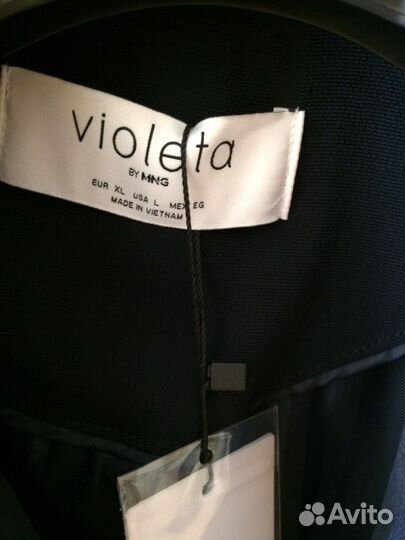 violeta
BY MNG
EUR XL USA L MEX EG
MADE IN VIETNAM
Avito